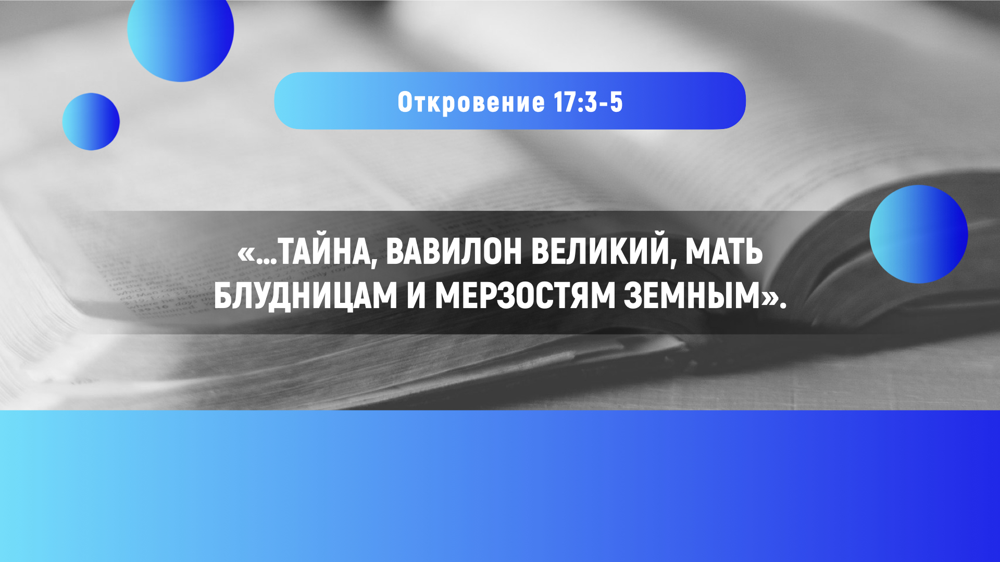 Откровение 17:3-5
«...ТАЙНА, ВАВИЛОН ВЕЛИКИЙ, МАТЬ
БЛУДНИЦАМ И МЕРЗОСТЯМ ЗЕМНЫМ».